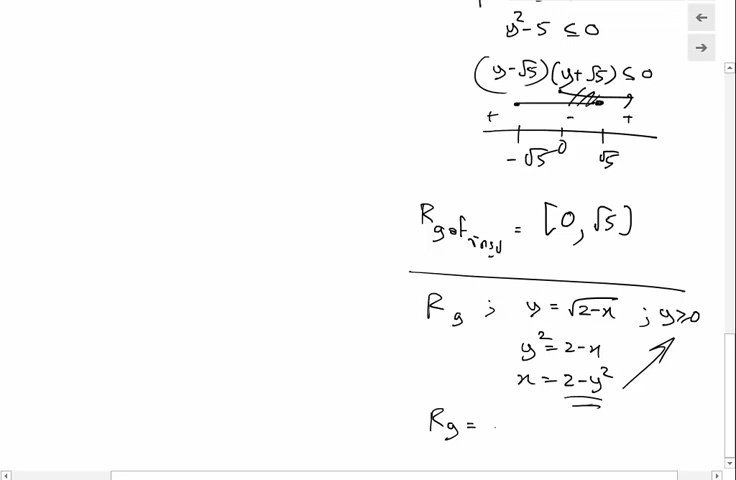 y²-5 ≤0
(y-√5)(y+√5)≤0
+ - +
-√5 0 √5
R_gof = [0,√5]
R_g ; y = √2-x ; y≥0
y²=2-x
x=2-y²
R_g = .